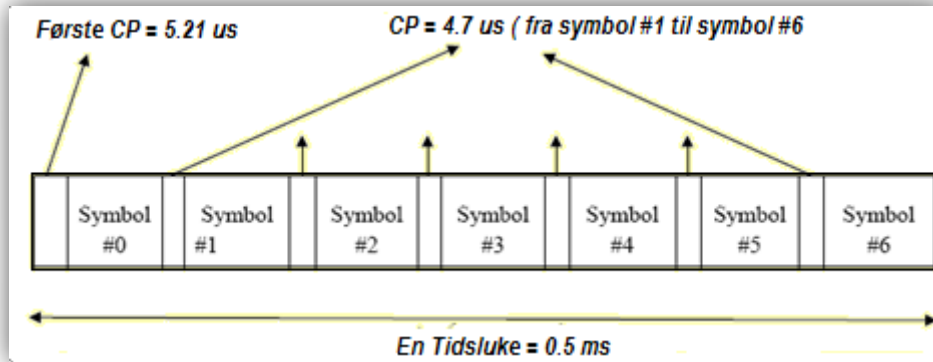 Første CP = 5.21 us
CP = 4.7 us ( fra symbol #1 til symbol #6
Symbol
#0
Symbol
#1
Symbol
#2
Symbol
#3
Symbol
#4
Symbol
#5
Symbol
#6
En Tidsluke = 0.5 ms